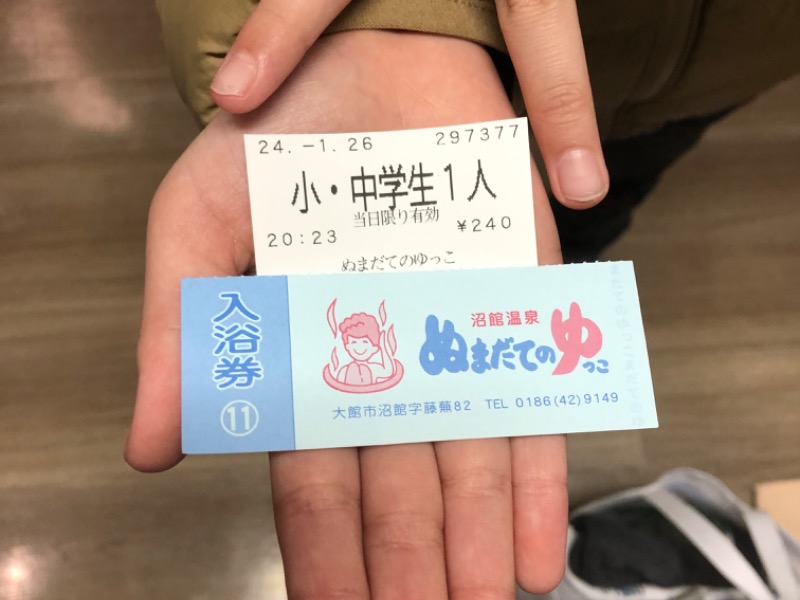 24.-1.26 297377
小・中学生1人
当日限り有効
20:23 ¥240
ぬまだてのゆっこ
入浴券
⑪
沼館温泉
ぬまだてのゆっこ
大館市沼館字藤蕪82 TEL 0186(42)9149